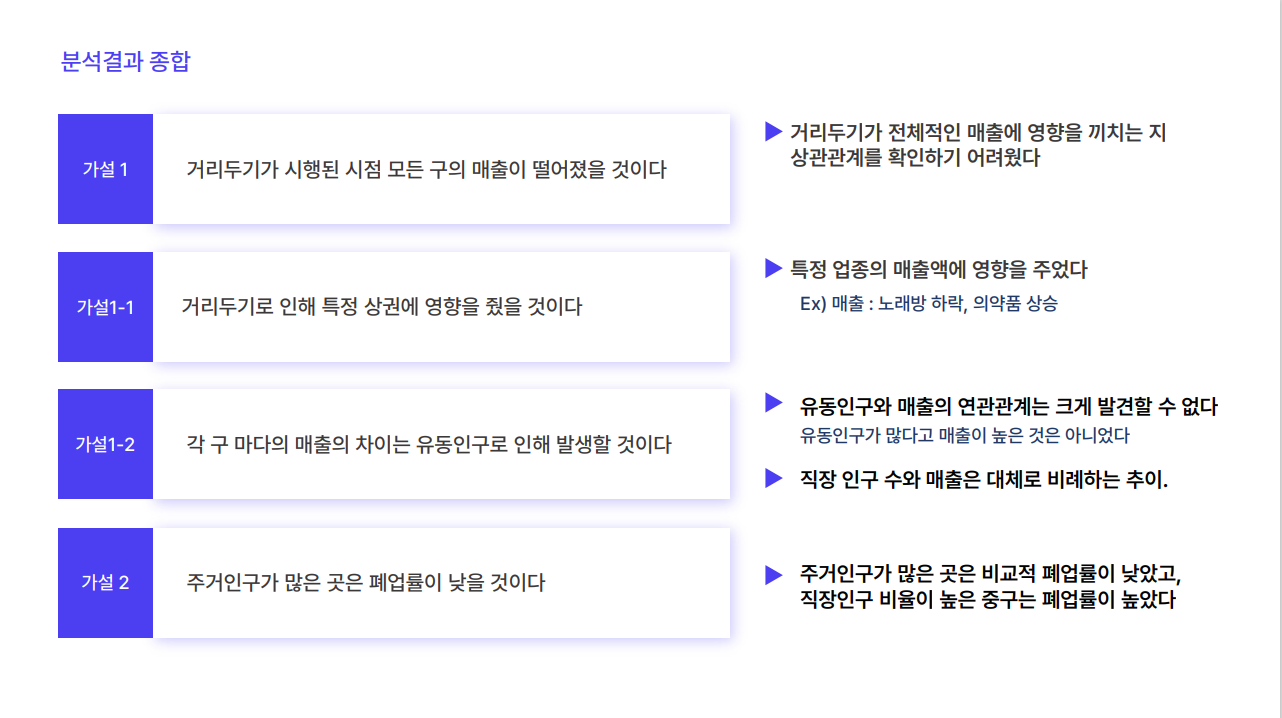 분석결과 종합
가설 1
거리두기가 시행된 시점 모든 구의 매출이 떨어졌을 것이다
▶ 거리두기가 전체적인 매출에 영향을 끼치는 지
상관관계를 확인하기 어려웠다
가설1-1
거리두기로 인해 특정 상권에 영향을 줬을 것이다
▶ 특정 업종의 매출액에 영향을 주었다
Ex) 매출 : 노래방 하락, 의약품 상승
가설1-2
각 구 마다의 매출의 차이는 유동인구로 인해 발생할 것이다
▶ 유동인구와 매출의 연관관계는 크게 발견할 수 없다
유동인구가 많다고 매출이 높은 것은 아니었다
▶ 직장 인구 수와 매출은 대체로 비례하는 추이.
가설 2
주거인구가 많은 곳은 폐업률이 낮을 것이다
▶ 주거인구가 많은 곳은 비교적 폐업률이 낮았고,
직장인구 비율이 높은 중구는 폐업률이 높았다